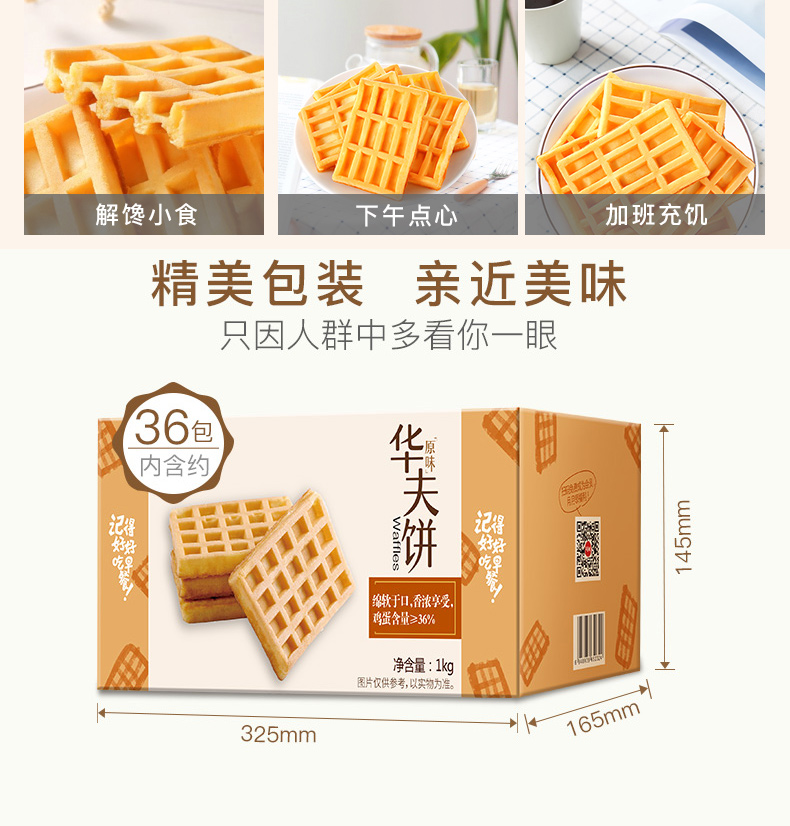 解馋小食
下午点心
加班充饥
精美包装 亲近美味
只因人群中多看你一眼
36包
内含约
原味
华夫饼
Waffles
记得
好好
吃早餐!
记得
好好
吃早餐!
绵软于口,香浓享受,
鸡蛋含量≥36%
净含量:1kg
图片仅供参考,以实物为准。
145mm
325mm
165mm